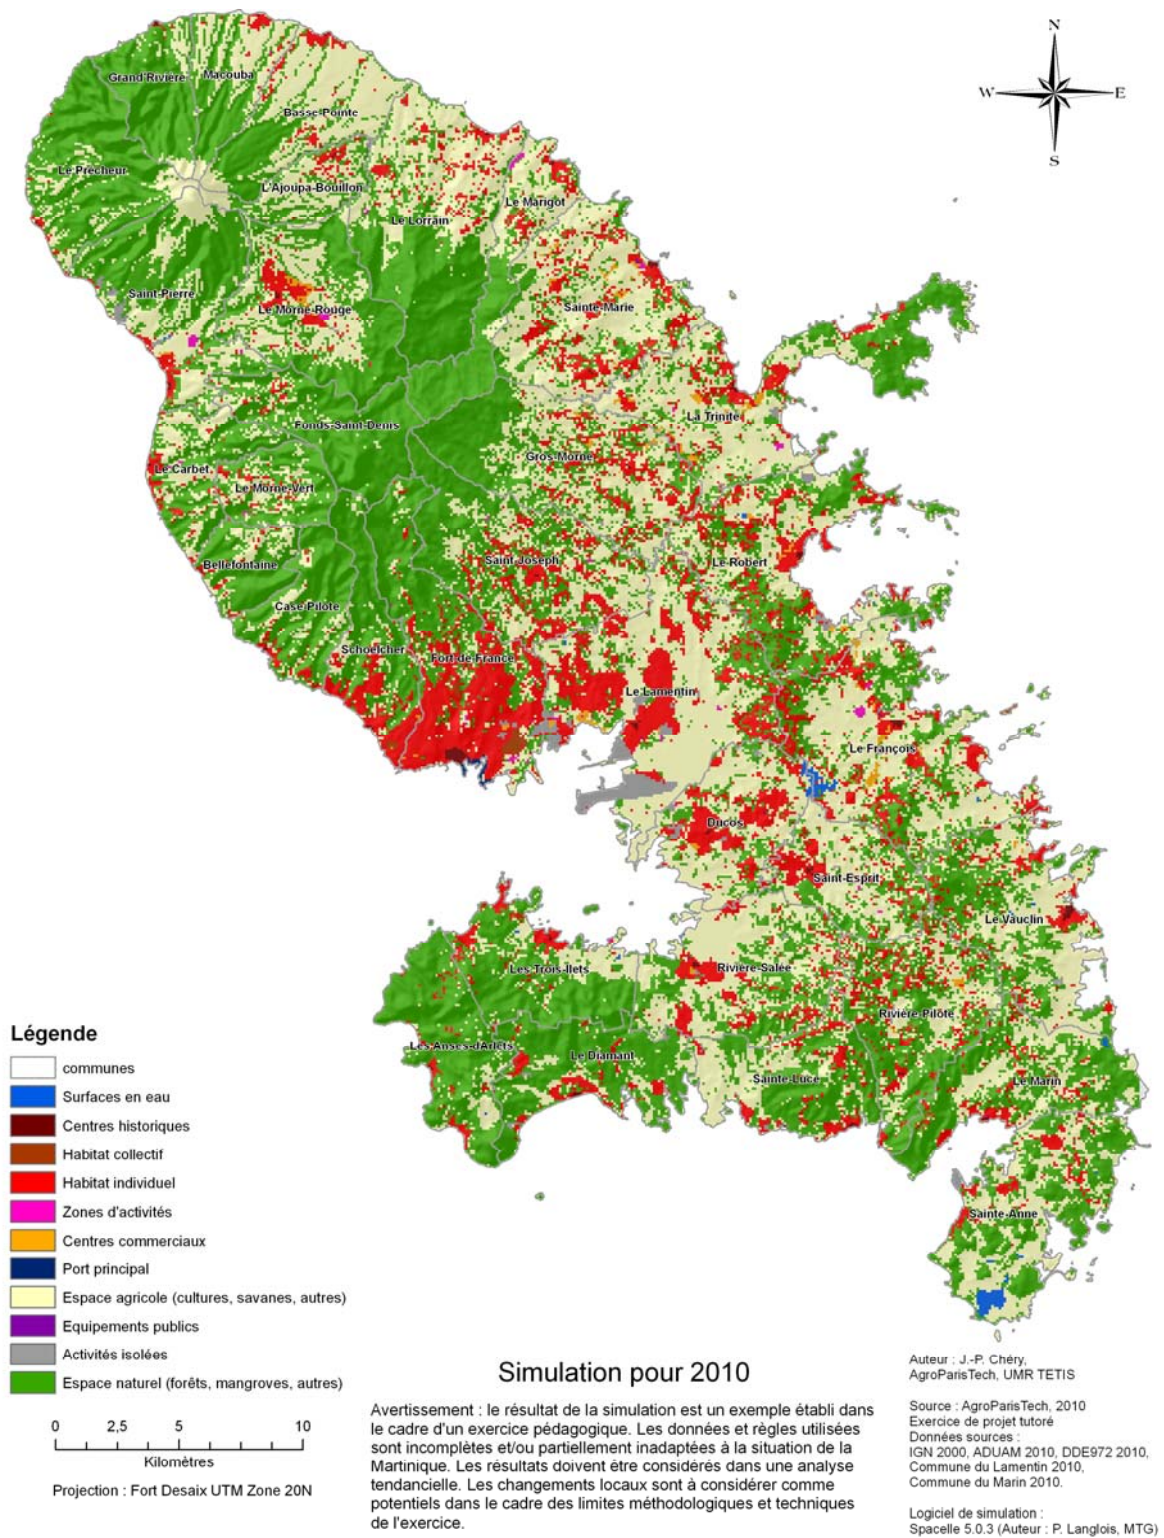 N
W
E
S
Grand'Rivière
Macouba
Basse-Pointe
Le Prêcheur
L'Ajoupa-Bouillon
Le Lorrain
Le Marigot
Saint-Pierre
Le Morne-Rouge
Sainte-Marie
La Trinité
Fonds-Saint-Denis
Gros-Morne
Le Carbet
Le Morne-Vert
Bellefontaine
Saint-Joseph
Le Robert
Case-Pilote
Schoelcher
Fort-de-France
Le Lamentin
Le François
Ducos
Saint-Esprit
Le Vauclin
Les Trois-Ilets
Rivière-Salée
Rivière-Pilote
Les Anses-d'Arlets
Le Diamant
Sainte-Luce
Le Marin
Sainte-Anne
Légende
communes
Surfaces en eau
Centres historiques
Habitat collectif
Habitat individuel
Zones d'activités
Centres commerciaux
Port principal
Espace agricole (cultures, savanes, autres)
Equipements publics
Activités isolées
Espace naturel (forêts, mangroves, autres)
0 2,5 5 10
Kilomètres
Projection : Fort Desaix UTM Zone 20N
Simulation pour 2010
Avertissement : le résultat de la simulation est un exemple établi dans
le cadre d'un exercice pédagogique. Les données et règles utilisées
sont incomplètes et/ou partiellement inadaptées à la situation de la
Martinique. Les résultats doivent être considérés dans une analyse
tendancielle. Les changements locaux sont à considérer comme
potentiels dans le cadre des limites méthodologiques et techniques
de l'exercice.
Auteur : J.-P. Chéry,
AgroParisTech, UMR TETIS
Source : AgroParisTech, 2010
Exercice de projet tutoré
Données sources :
IGN 2000, ADUAM 2010, DDE972 2010,
Commune du Lamentin 2010,
Commune du Marin 2010.
Logiciel de simulation :
Spacelle 5.0.3 (Auteur : P. Langlois, MTG)